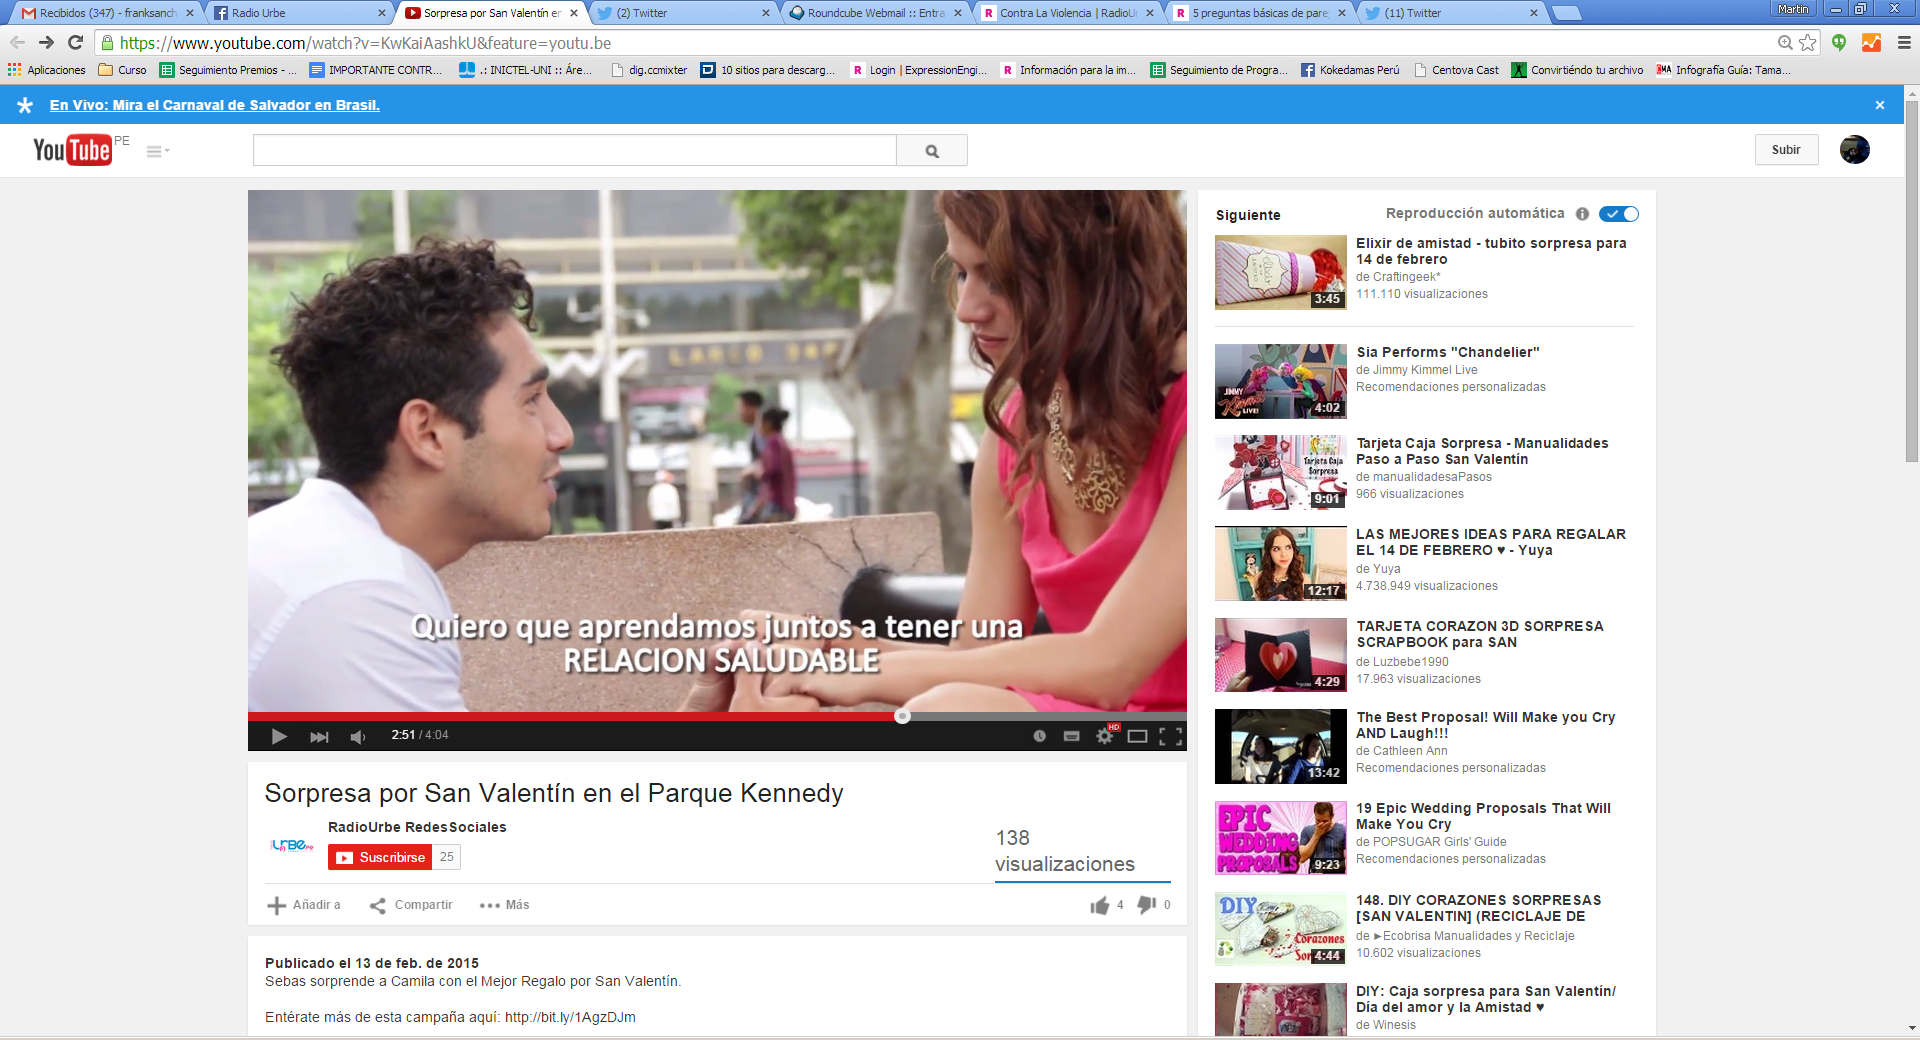 Recibidos (347) - franksanch
Radio Urbe
Sorpresa por San Valentín en
(2) Twitter
Roundcube Webmail :: Entra
Contra La Violencia | RadioU
5 preguntas básicas de pare
(11) Twitter
Martin
https://www.youtube.com/watch?v=KwKaiAashkU&feature=youtu.be
Aplicaciones
Curso
Seguimiento Premios - ...
IMPORTANTE CONTR...
.: INICTEL-UNI :: Áre...
dig.ccmixter
10 sitios para descarg...
Login | ExpressionEngi...
Información para la im...
Seguimiento de Progra...
Kokedamas Perú
Centova Cast
Convirtiéndo tu archivo
Infografía Guía: Tama...
En Vivo: Mira el Carnaval de Salvador en Brasil.
YouTube PE
Subir
Quiero que aprendamos juntos a tener una
RELACION SALUDABLE
2:51 / 4:04
HD
Sorpresa por San Valentín en el Parque Kennedy
URBE
RadioUrbe RedesSociales
Suscribirse 25
138
visualizaciones
Añadir a
Compartir
Más
4
0
Publicado el 13 de feb. de 2015
Sebas sorprende a Camila con el Mejor Regalo por San Valentín.
Entérate más de esta campaña aquí: http://bit.ly/1AgzDJm
Siguiente
Reproducción automática
3:45
Elixir de amistad - tubito sorpresa para
14 de febrero
de Craftingeek*
111.110 visualizaciones
JIMMY
Kimmel
LIVE!
4:02
Sia Performs "Chandelier"
de Jimmy Kimmel Live
Recomendaciones personalizadas
Tarjeta Caja
Sorpresa
9:01
Tarjeta Caja Sorpresa - Manualidades
Paso a Paso San Valentín
de manualidadesaPasos
966 visualizaciones
12:17
LAS MEJORES IDEAS PARA REGALAR
EL 14 DE FEBRERO ♥ - Yuya
de Yuya
4.738.949 visualizaciones
4:29
TARJETA CORAZON 3D SORPRESA
SCRAPBOOK para SAN
de Luzbebe1990
17.963 visualizaciones
13:42
The Best Proposal! Will Make you Cry
AND Laugh!!!
de Cathleen Ann
Recomendaciones personalizadas
EPIC
WEDDING
PROPOSALS
9:23
19 Epic Wedding Proposals That Will
Make You Cry
de POPSUGAR Girls' Guide
Recomendaciones personalizadas
DIY
Corazones
4:44
148. DIY CORAZONES SORPRESAS
[SAN VALENTIN] (RECICLAJE DE
de ►Ecobrisa Manualidades y Reciclaje
10.602 visualizaciones
DIY: Caja sorpresa para San Valentín/
Día del amor y la Amistad ♥
de Winesis